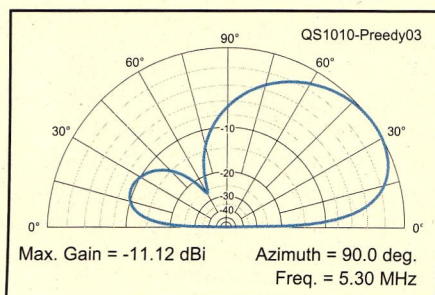 QS1010-Preedy03
90°
60°
60°
30°
30°
-10
-20
-30
-40
0°
0°
Max. Gain = -11.12 dBi
Azimuth = 90.0 deg.
Freq. = 5.30 MHz